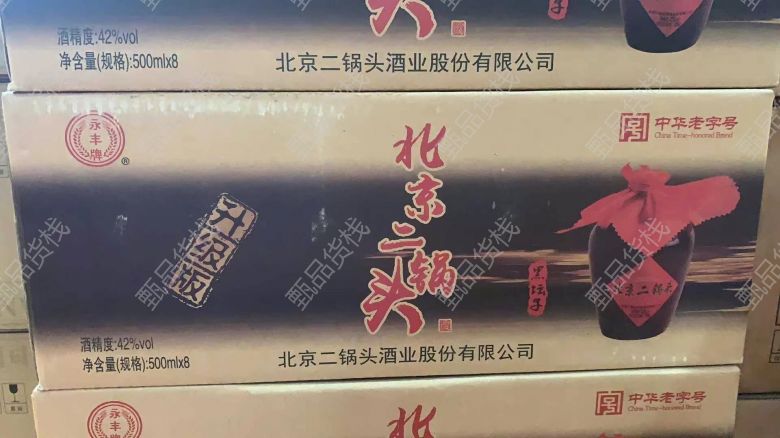 酒精度:42%vol
净含量(规格):500mlx8
北京二锅头酒业股份有限公司
永丰牌
®
中华老字号
China Time-honored Brand
北京二锅头
升级版
黑坛子
北京二锅头
酒精度:42%vol
净含量(规格):500mlx8
北京二锅头酒业股份有限公司
永丰牌
北
中华老字号
China Time-honored Brand
甄品货栈